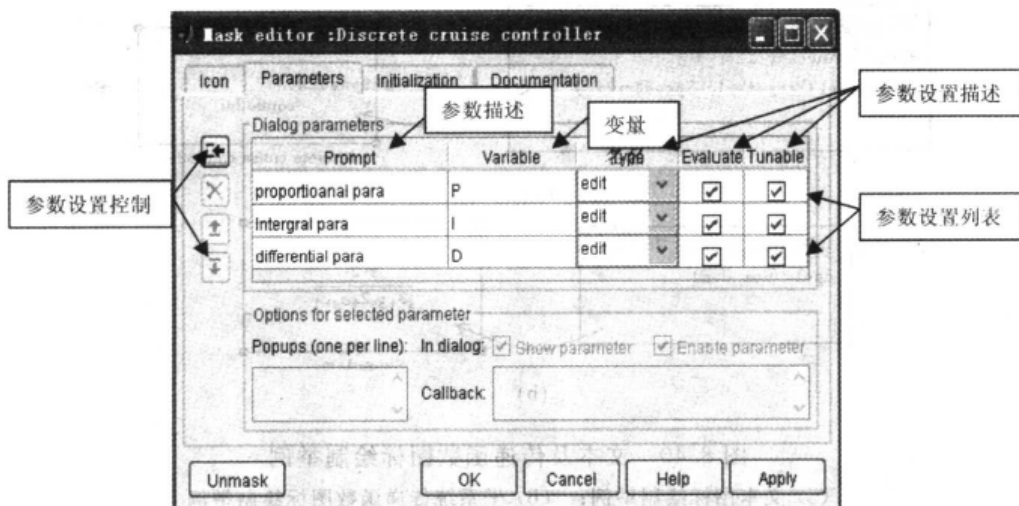 Mask editor :Discrete cruise controller
Icon Parameters Initialization Documentation
参数描述
变量
参数设置描述
Dialog parameters
Prompt Variable Type Evaluate Tunable
proportioanal para P edit
Intergral para I edit
differential para D edit
参数设置控制
参数设置列表
Options for selected parameter
Popups (one per line): In dialog: Show parameter Enable parameter
Callback:
(b)
Unmask OK Cancel Help Apply